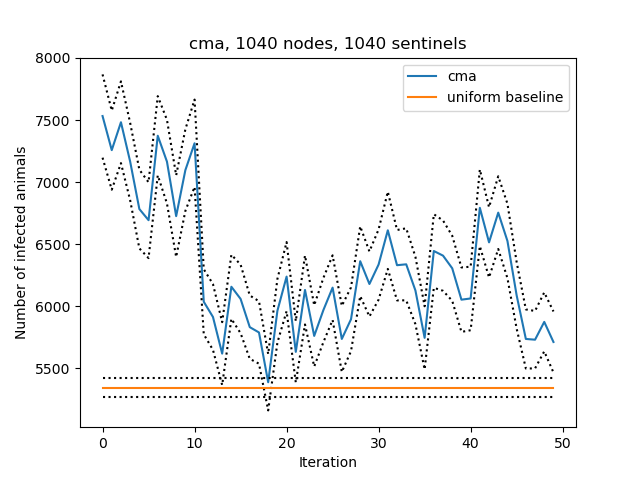 cma, 1040 nodes, 1040 sentinels
cma
uniform baseline
Number of infected animals
8000
7500
7000
6500
6000
5500
0 10 20 30 40 50
Iteration